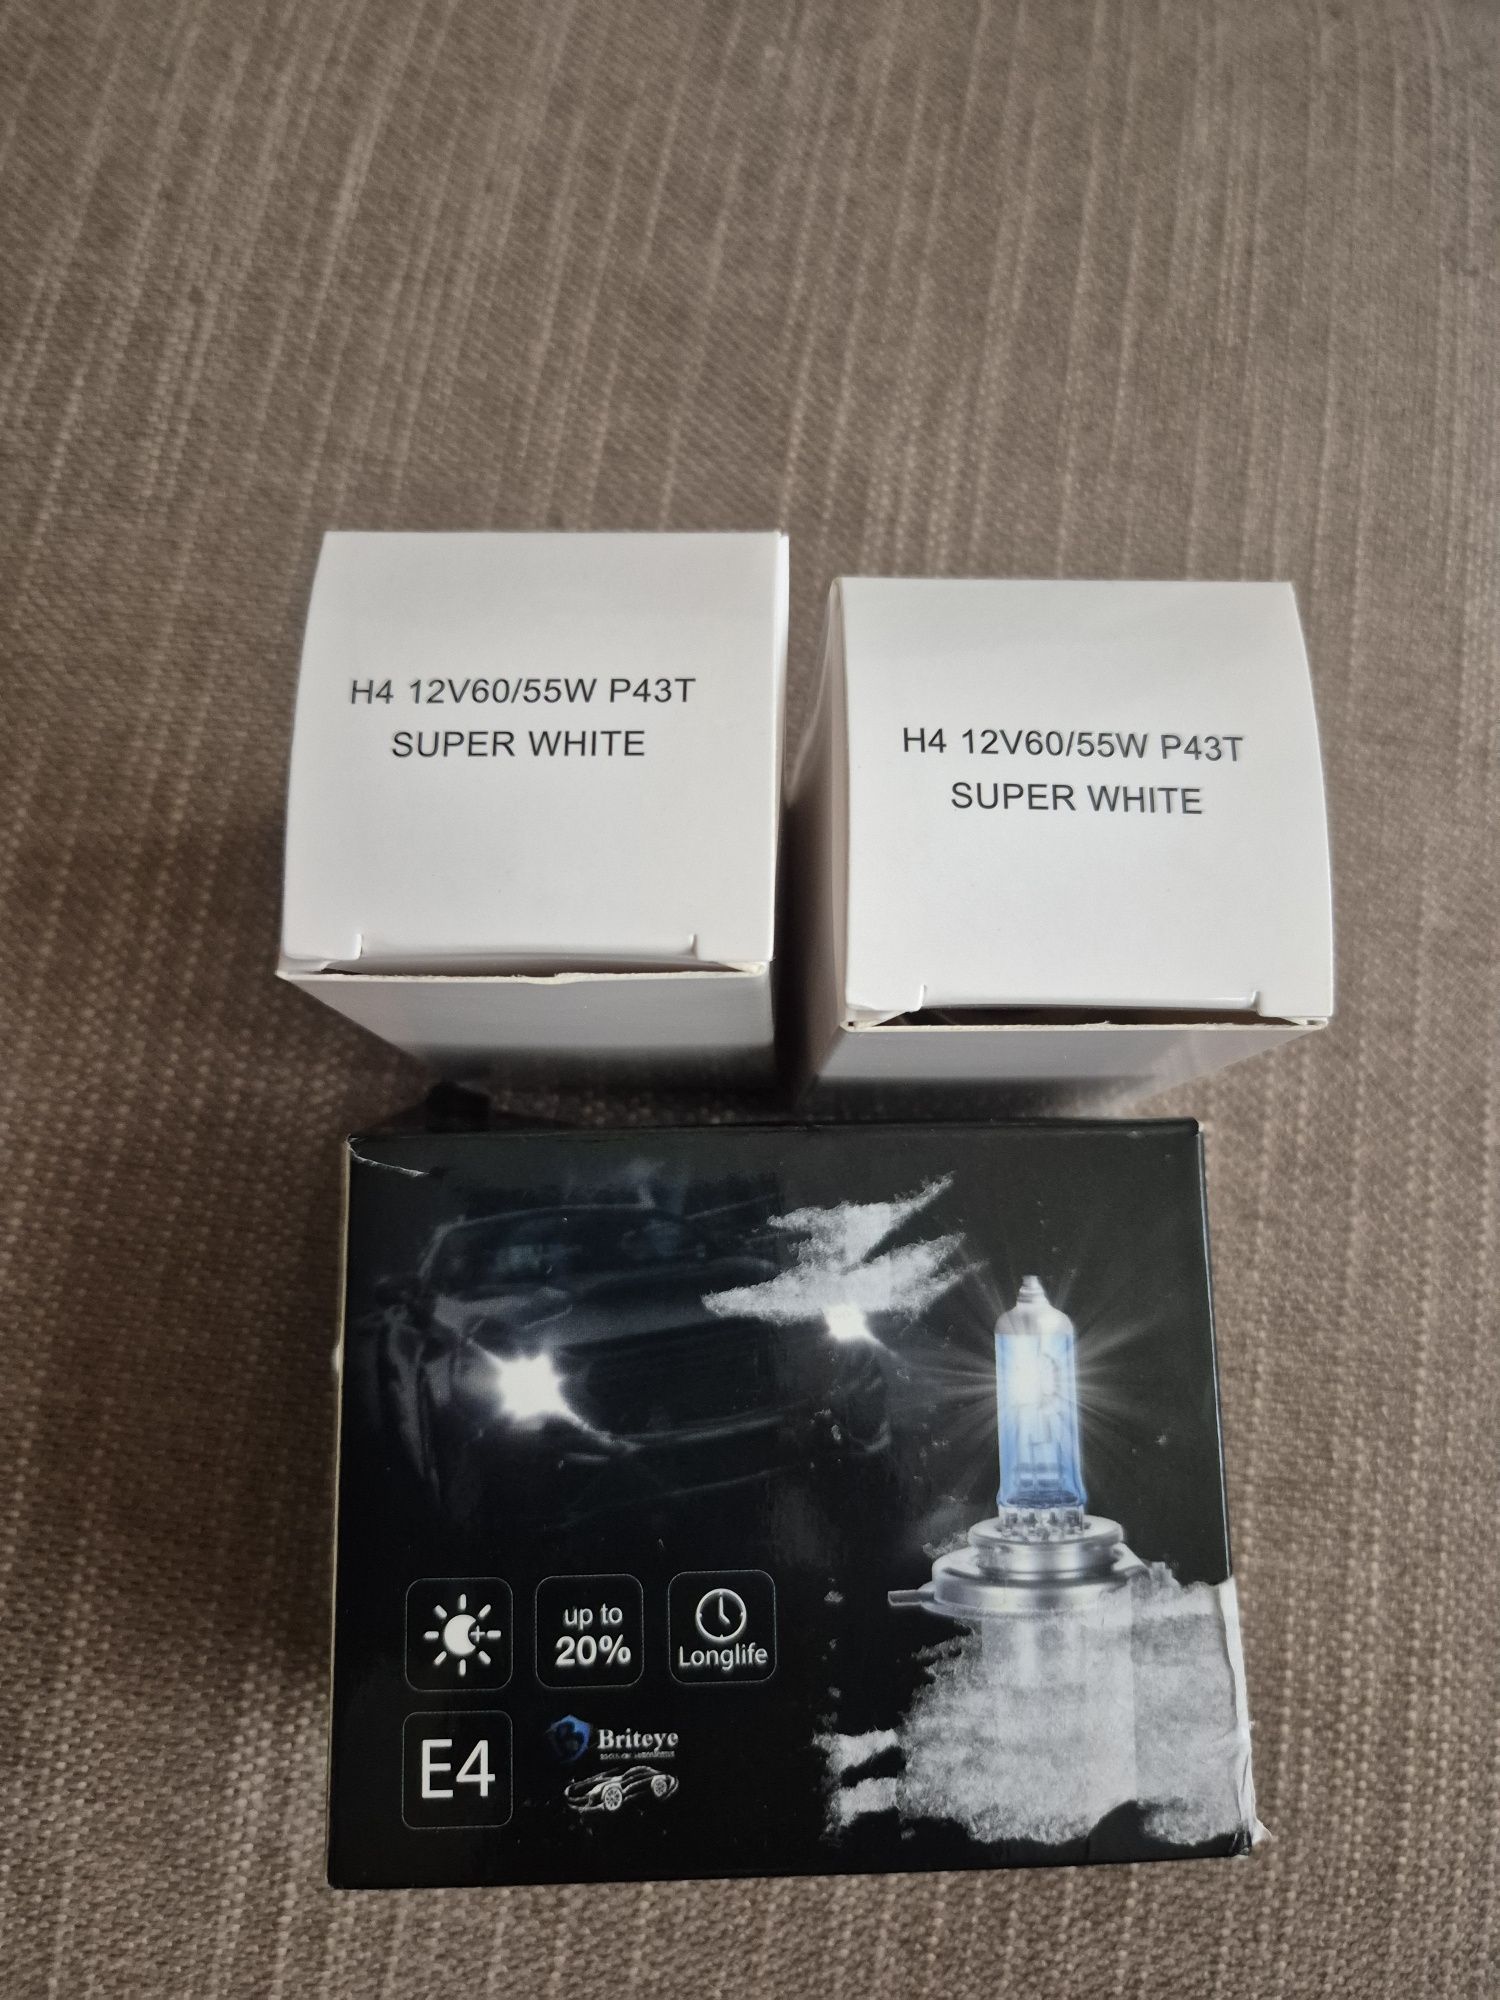 H4 12V60/55W P43T
SUPER WHITE
H4 12V60/55W P43T
SUPER WHITE
up to
20%
Longlife
E4
Briteye